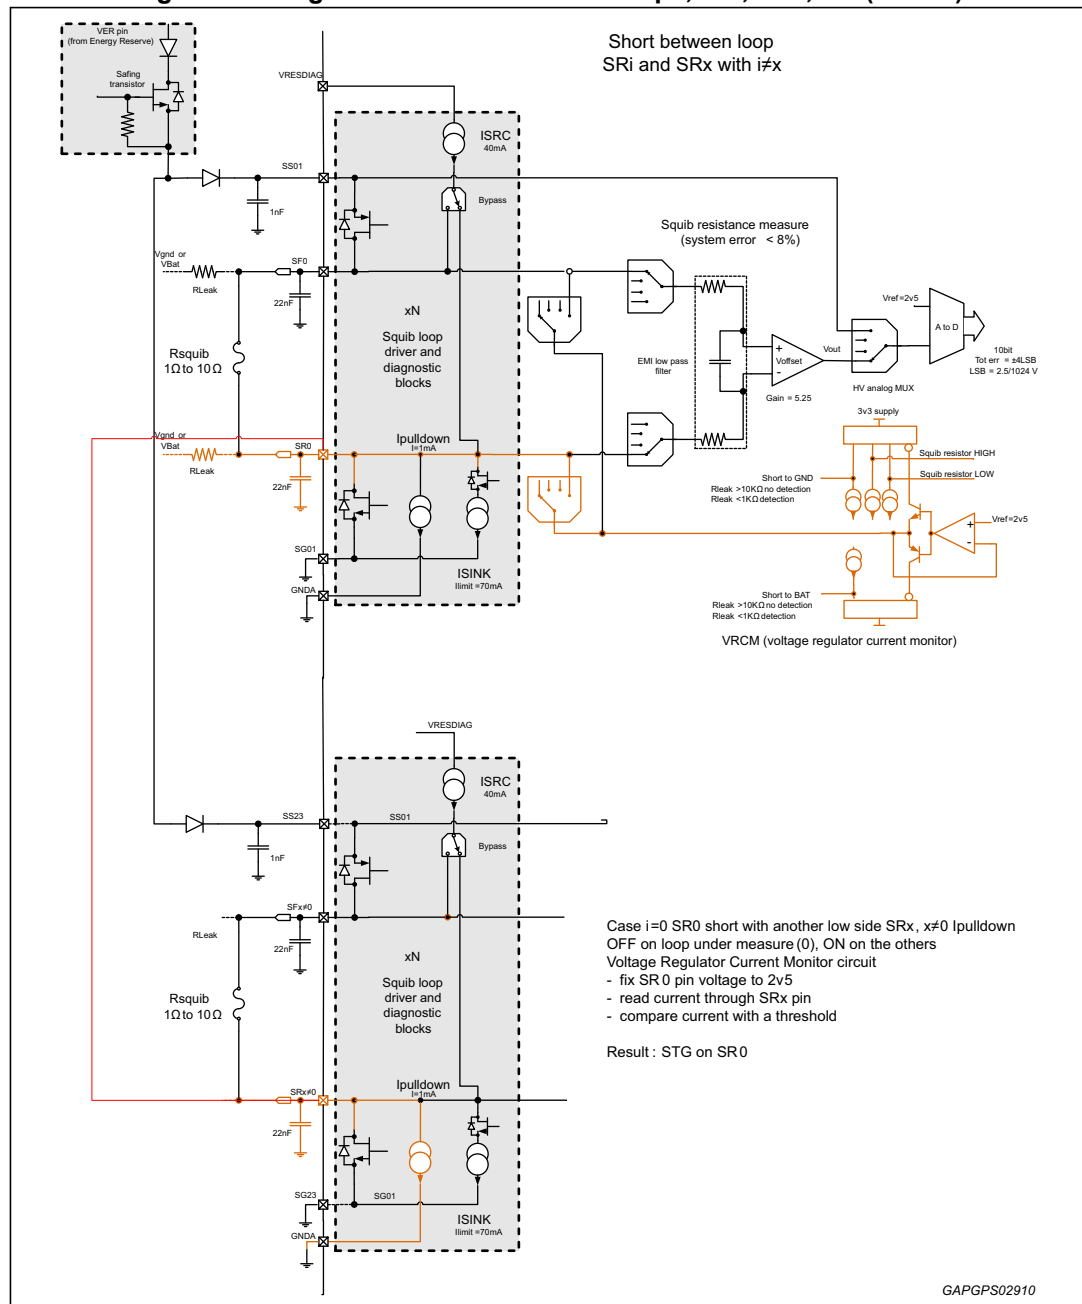 VER pin
(from Energy Reserve)
Safing
transistor
Short between loop
SRi and SRx with i≠x
VRESDIAG
ISRC
40mA
SS01
Bypass
1nF
Squib resistance measure
(system error < 8%)
Vgnd or
VBat
SF0
RLeak
22nF
xN
Squib loop
driver and
diagnostic
blocks
Rsquib
1Ω to 10Ω
EMI low pass
filter
+
Voffset
-
Gain = 5.25
Vout
Vref=2v5
A to D
HV analog MUX
10bit
Tot err = ±4LSB
LSB = 2.5/1024 V
3v3 supply
Squib resistor HIGH
Squib resistor LOW
Short to GND
Rleak >10KΩ no detection
Rleak <1KΩ detection
Vref=2v5
+
-
Short to BAT
Rleak >10KΩ no detection
Rleak <1KΩ detection
VRCM (voltage regulator current monitor)
Vgnd or
VBat
SR0
RLeak
22nF
Ipulldown
I=1mA
SG01
GNDA
ISINK
Ilimit =70mA
VRESDIAG
ISRC
40mA
SS23
SS01
Bypass
1nF
SFx≠0
RLeak
22nF
xN
Squib loop
driver and
diagnostic
blocks
Rsquib
1Ω to 10Ω
Case i=0 SR0 short with another low side SRx, x≠0 Ipulldown
OFF on loop under measure (0), ON on the others
Voltage Regulator Current Monitor circuit
- fix SR0 pin voltage to 2v5
- read current through SRx pin
- compare current with a threshold
Result : STG on SR0
SRx≠0
22nF
Ipulldown
I=1mA
SG23
SG01
GNDA
ISINK
Ilimit =70mA
GAPGPS02910